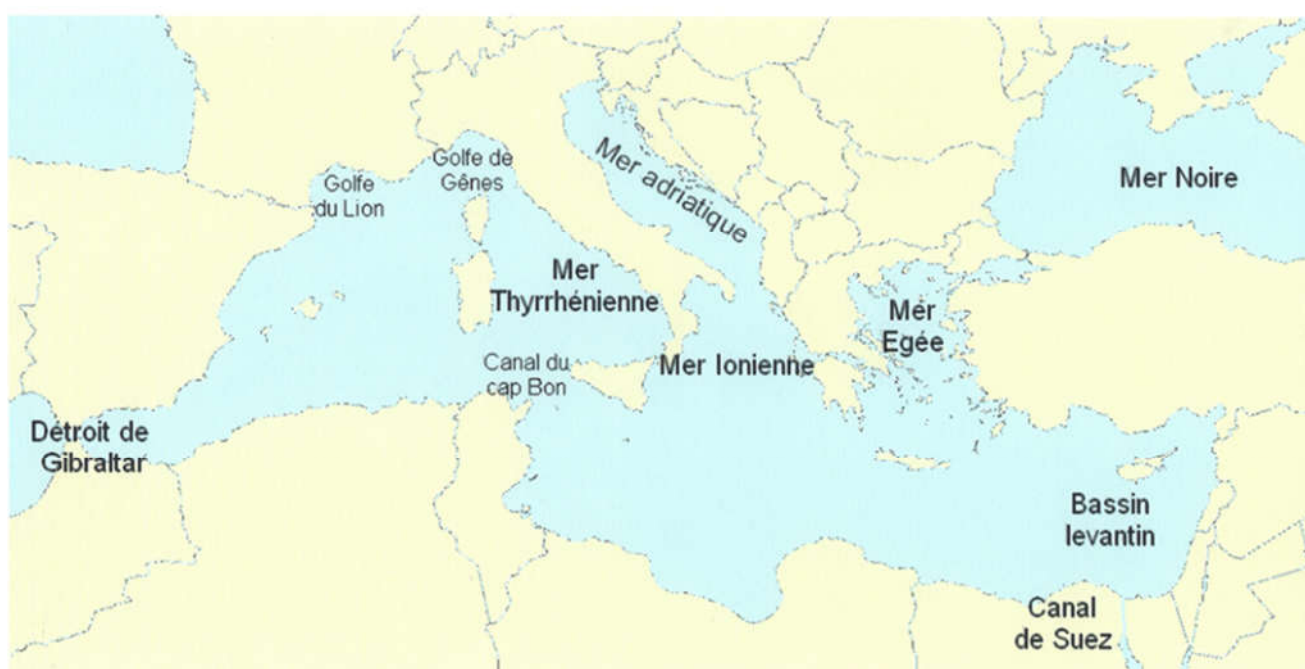 Golfe de
Gênes
Golfe
du Lion
Mer adriatique
Mer Noire
Mer
Thyrrhénienne
Mer
Egée
Canal du
cap Bon
Mer Ionienne
Détroit de
Gibraltar
Bassin
levantin
Canal
de Suez